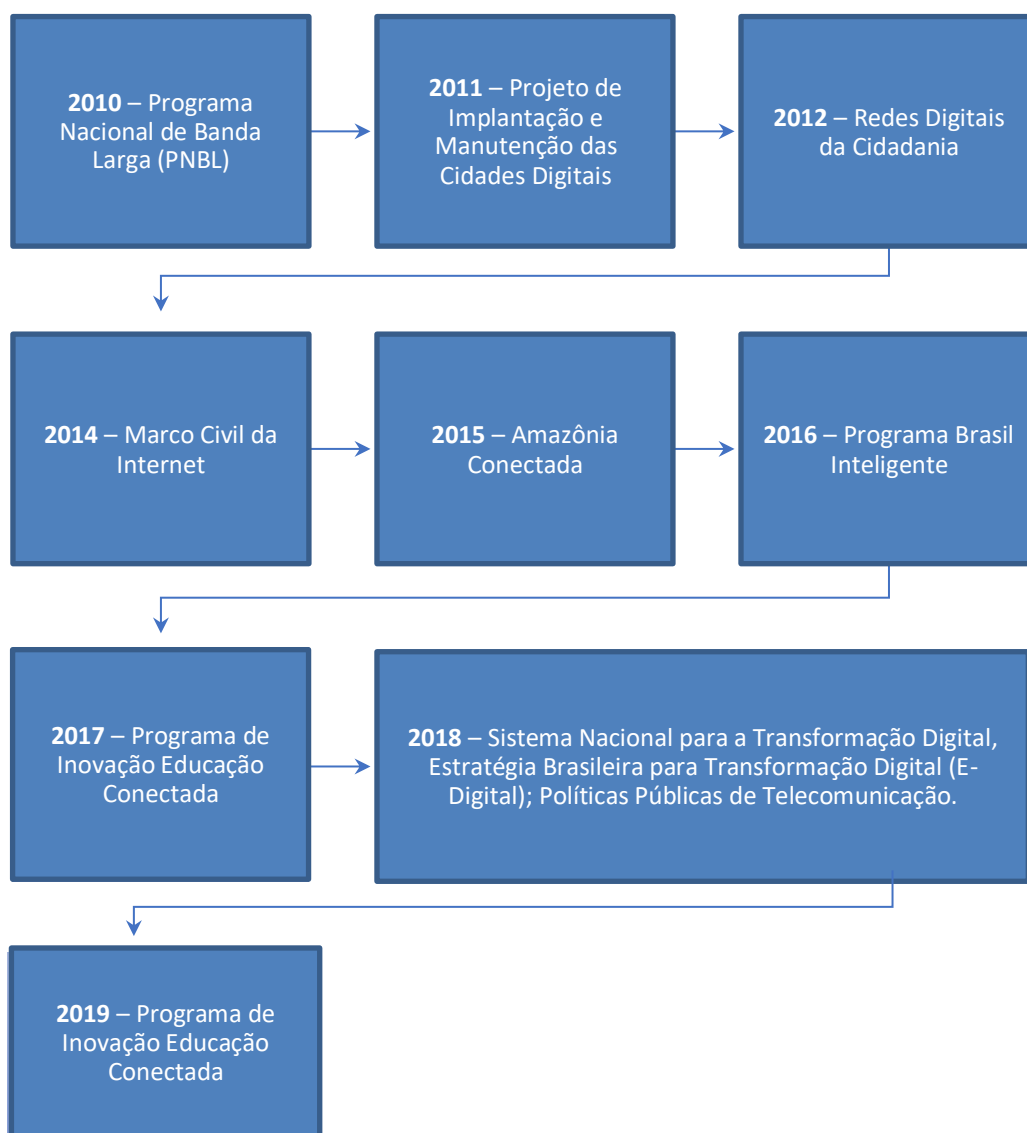 2010 – Programa
Nacional de Banda
Larga (PNBL)
2011 – Projeto de
Implantação e
Manutenção das
Cidades Digitais
2012 – Redes Digitais
da Cidadania
2014 – Marco Civil da
Internet
2015 – Amazônia
Conectada
2016 – Programa Brasil
Inteligente
2017 – Programa de
Inovação Educação
Conectada
2018 – Sistema Nacional para a Transformação Digital,
Estratégia Brasileira para Transformação Digital (E-
Digital); Políticas Públicas de Telecomunicação.
2019 – Programa de
Inovação Educação
Conectada